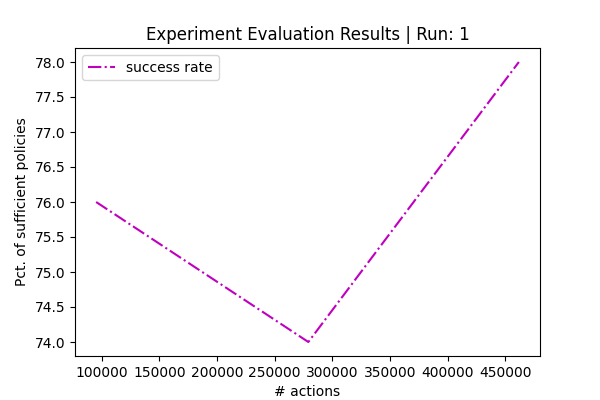 Experiment Evaluation Results | Run: 1
success rate
Pct. of sufficient policies
78.0
77.5
77.0
76.5
76.0
75.5
75.0
74.5
74.0
100000 150000 200000 250000 300000 350000 400000 450000
# actions